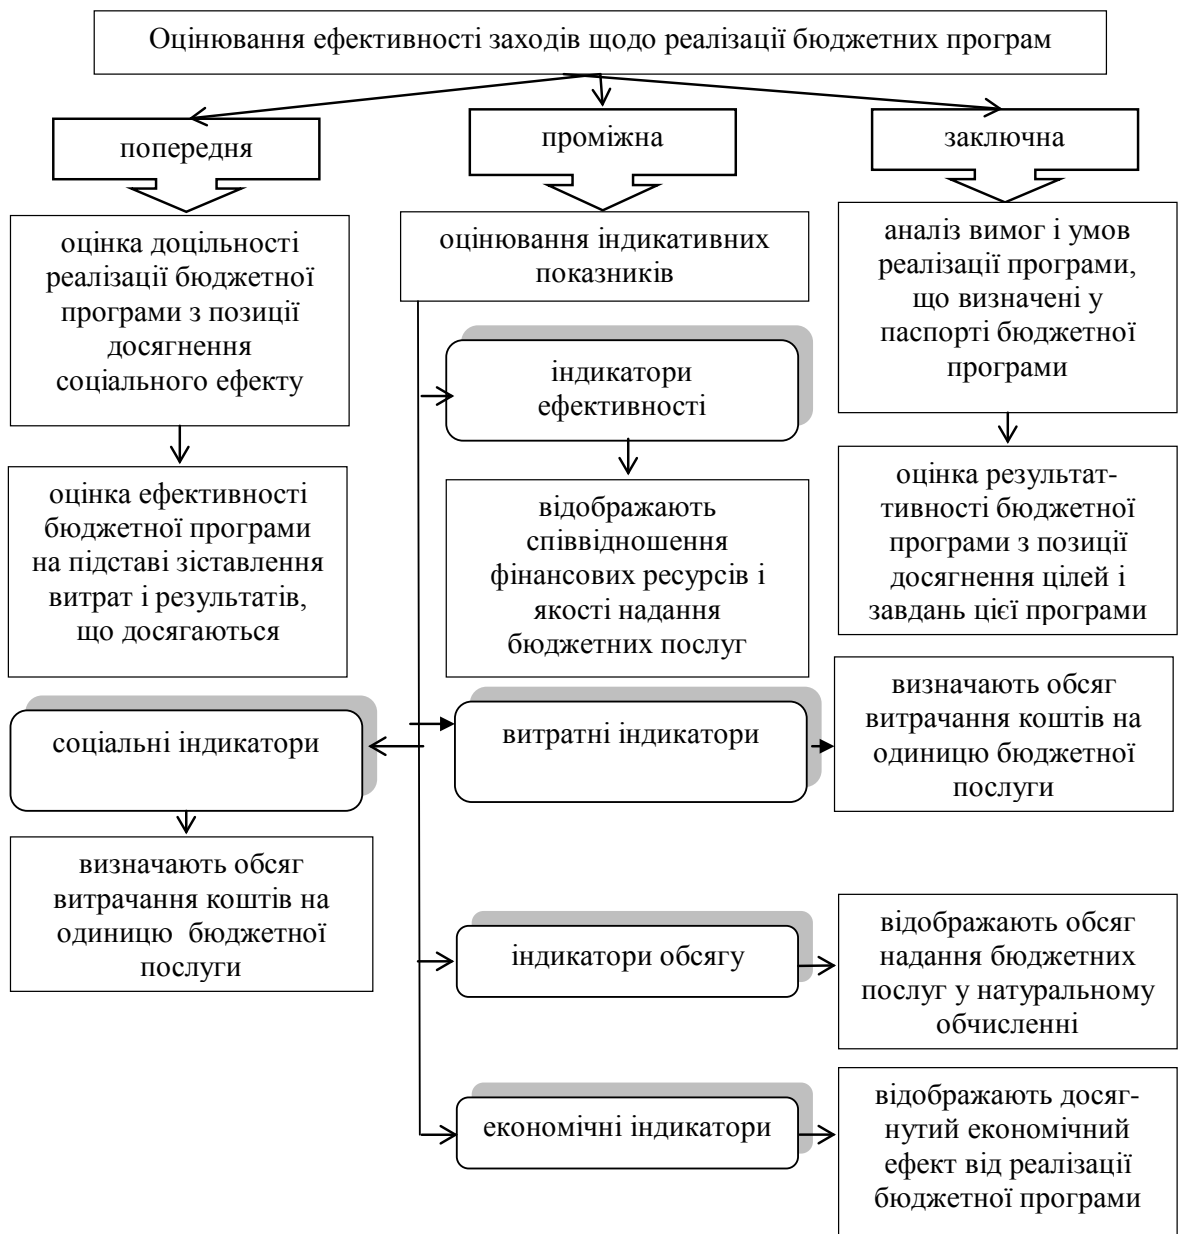 Оцінювання ефективності заходів щодо реалізації бюджетних програм
попередня
проміжна
заключна
оцінка доцільності
реалізації бюджетної
програми з позиції
досягнення
соціального ефекту
оцінювання індикативних
показників
аналіз вимог і умов
реалізації програми,
що визначені у
паспорті бюджетної
програми
індикатори
ефективності
оцінка ефективності
бюджетної програми
на підставі зіставлення
витрат і результатів,
що досягаються
відображають
співвідношення
фінансових ресурсів і
якості надання
бюджетних послуг
оцінка результат-
тивності бюджетної
програми з позиції
досягнення цілей і
завдань цієї програми
соціальні індикатори
витратні індикатори
визначають обсяг
витрачання коштів на
одиницю бюджетної
послуги
визначають обсяг
витрачання коштів на
одиницю бюджетної
послуги
індикатори обсягу
відображають обсяг
надання бюджетних
послуг у натуральному
обчисленні
економічні індикатори
відображають досяг-
нутий економічний
ефект від реалізації
бюджетної програми